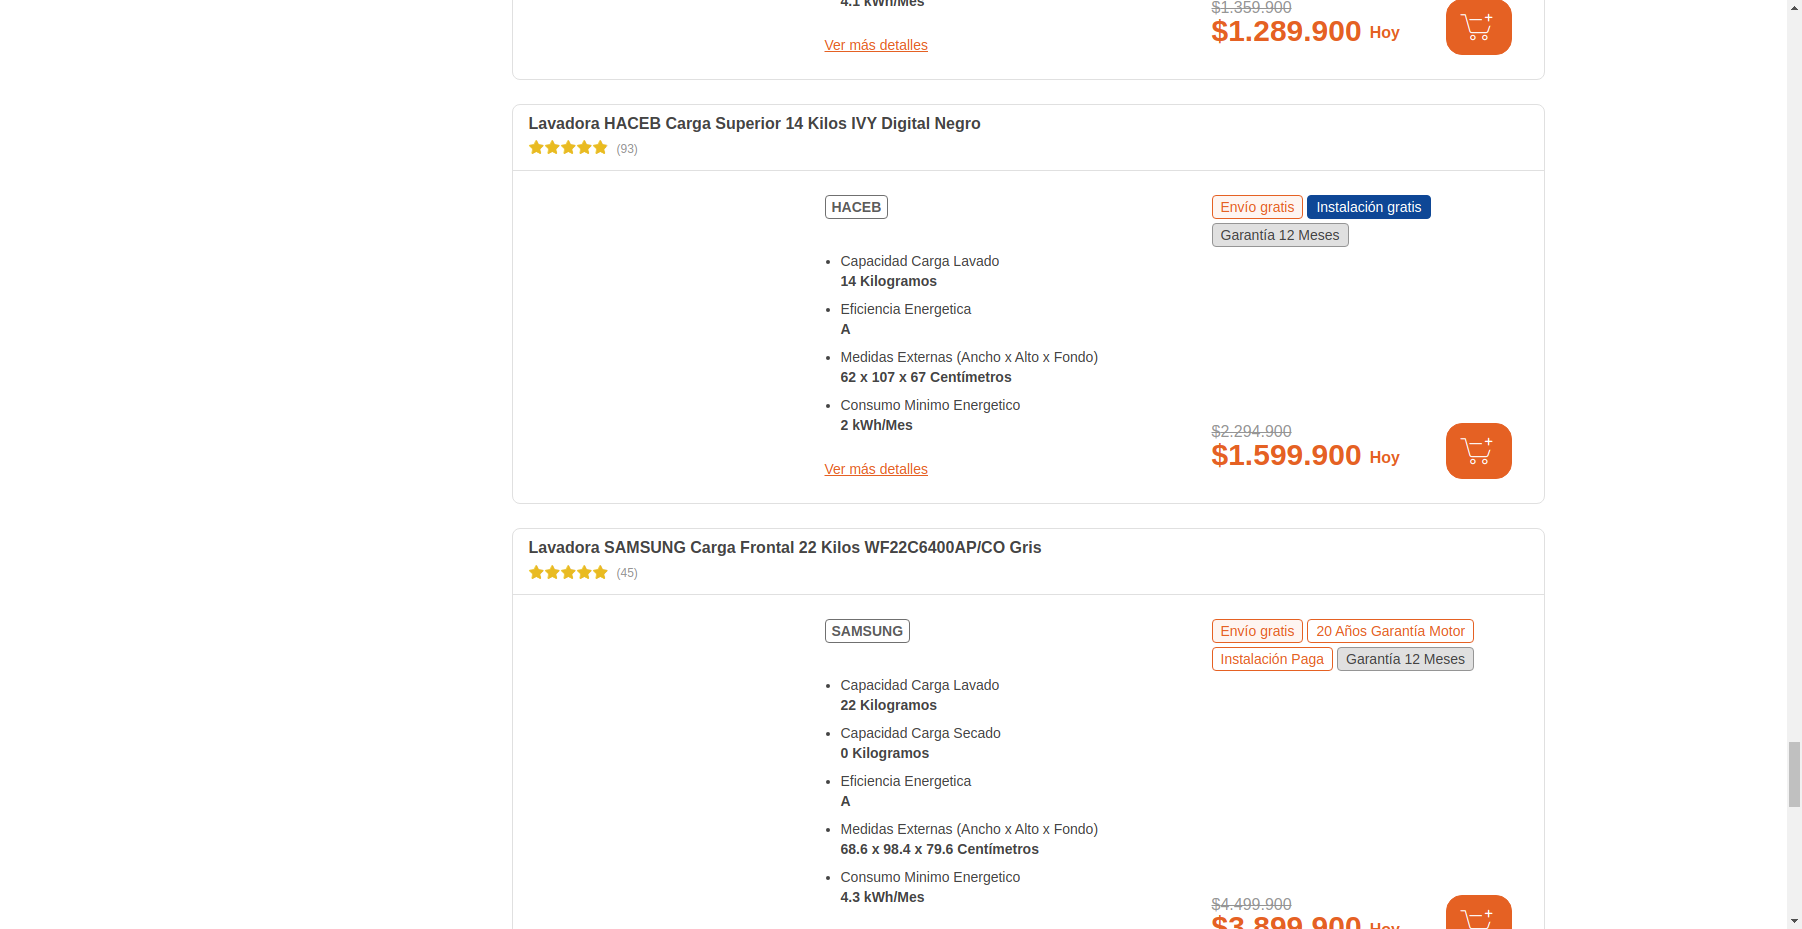 4.1 kWh/Mes
$1.359.900
$1.289.900 Hoy
Ver más detalles
Lavadora HACEB Carga Superior 14 Kilos IVY Digital Negro
(93)
HACEB
Envío gratis Instalación gratis
Garantía 12 Meses
Capacidad Carga Lavado
14 Kilogramos
Eficiencia Energetica
A
Medidas Externas (Ancho x Alto x Fondo)
62 x 107 x 67 Centímetros
Consumo Minimo Energetico
2 kWh/Mes
$2.294.900
$1.599.900 Hoy
Ver más detalles
Lavadora SAMSUNG Carga Frontal 22 Kilos WF22C6400AP/CO Gris
(45)
SAMSUNG
Envío gratis 20 Años Garantía Motor
Instalación Paga Garantía 12 Meses
Capacidad Carga Lavado
22 Kilogramos
Capacidad Carga Secado
0 Kilogramos
Eficiencia Energetica
A
Medidas Externas (Ancho x Alto x Fondo)
68.6 x 98.4 x 79.6 Centímetros
Consumo Minimo Energetico
4.3 kWh/Mes
$4.499.900
$3.899.900 Hoy